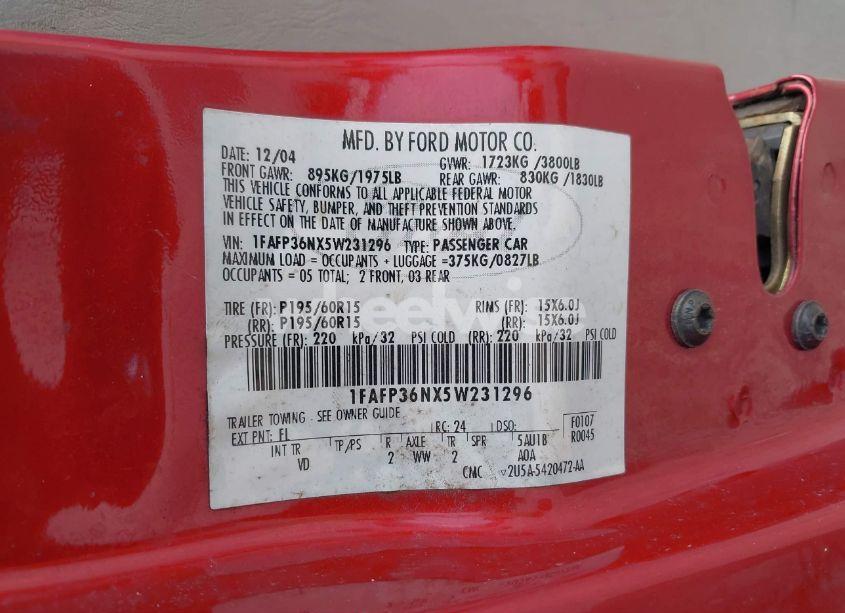 MFD. BY FORD MOTOR CO.
DATE: 12/04 GVWR: 1723KG /3800LB
FRONT GAWR: 895KG/1975LB REAR GAWR: 830KG /1830LB
THIS VEHICLE CONFORMS TO ALL APPLICABLE FEDERAL MOTOR
VEHICLE SAFETY, BUMPER, AND THEFT PREVENTION STANDARDS
IN EFFECT ON THE DATE OF MANUFACTURE SHOWN ABOVE.
VIN: 1FAFP36NX5W231296 TYPE: PASSENGER CAR
MAXIMUM LOAD = OCCUPANTS + LUGGAGE =375KG/0827LB
OCCUPANTS = 05 TOTAL; 2 FRONT, 03 REAR
TIRE (FR): P195/60R15 RIMS (FR): 15X6.0J
(RR): P195/60R15 (RR): 15X6.0J
PRESSURE (FR): 220 kPa/32 PSI COLD (RR): 220 kPa/32 PSI COLD
1FAFP36NX5W231296
TRAILER TOWING - SEE OWNER GUIDE
EXT PNT: FL RC: 24 DSO: F0107
R0045
INT TR TP/PS R AXLE TR SPR 5AU1B
VD 2 WW 2 A0A
CMC 2U5A-5420472-AA